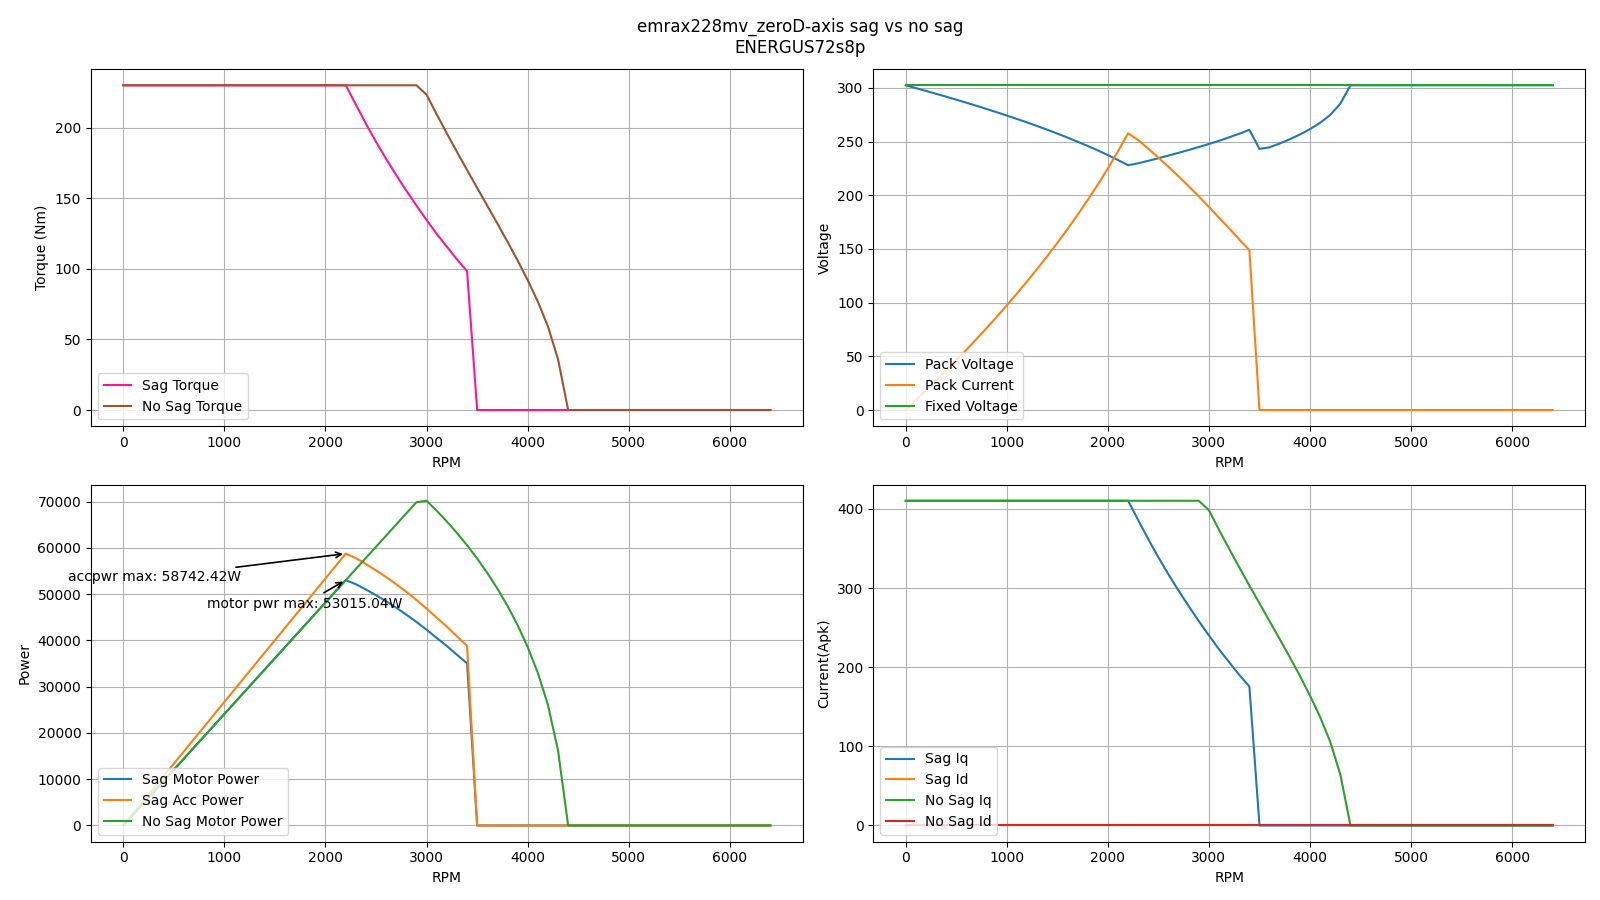 emrax228mv_zeroD-axis sag vs no sag
ENERGUS72s8p
200
150
100
50
0
Torque (Nm)
Sag Torque
No Sag Torque
0 1000 2000 3000 4000 5000 6000
RPM
300
250
200
150
100
50
0
Voltage
Pack Voltage
Pack Current
Fixed Voltage
0 1000 2000 3000 4000 5000 6000
RPM
70000
60000
50000
40000
30000
20000
10000
0
Power
accpwr max: 58742.42W
motor pwr max: 53015.04W
Sag Motor Power
Sag Acc Power
No Sag Motor Power
0 1000 2000 3000 4000 5000 6000
RPM
400
300
200
100
0
Current(Apk)
Sag Iq
Sag Id
No Sag Iq
No Sag Id
0 1000 2000 3000 4000 5000 6000
RPM